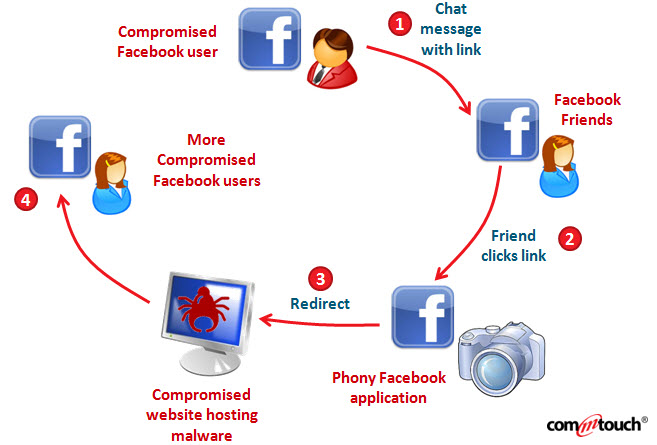 Compromised
Facebook user
1
Chat
message
with link
Facebook
Friends
2
Friend
clicks link
Phony Facebook
application
3
Redirect
Compromised
website hosting
malware
4
More
Compromised
Facebook users
f
f
f
f
commtouch®